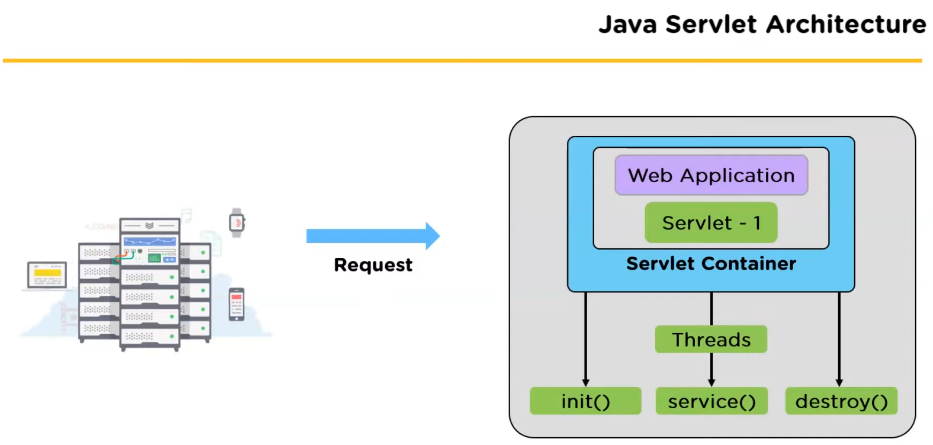 Java Servlet Architecture
Web Application
Servlet - 1
Request
Servlet Container
Threads
init()
service()
destroy()